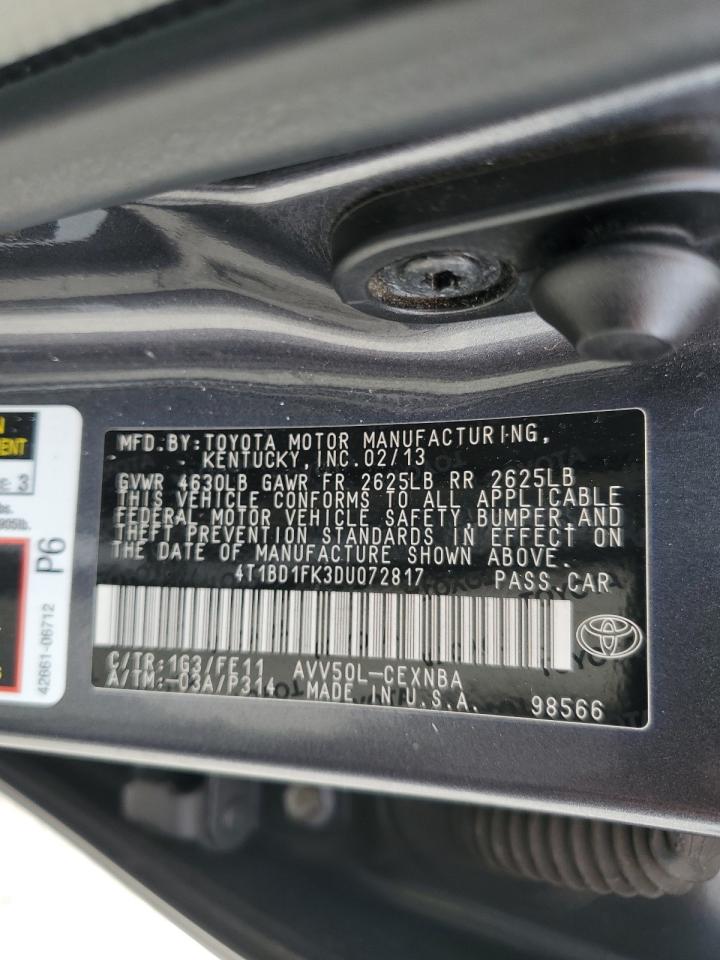 MFD.BY:TOYOTA MOTOR MANUFACTURING,
KENTUCKY, INC.02/13
GVWR 4630LB GAWR FR 2625LB RR 2625LB
THIS VEHICLE CONFORMS TO ALL APPLICABLE
FEDERAL MOTOR VEHICLE SAFETY,BUMPER,AND
THEFT PREVENTION STANDARDS IN EFFECT ON
THE DATE OF MANUFACTURE SHOWN ABOVE.
4T1BD1FK3DU072817 PASS.CAR
C/TR:1G3/FE11 AVV50L-CEXNBA
A/TM:-03A/P314 MADE IN U.S.A.
98566
3
905lb.
P6
42661-06712